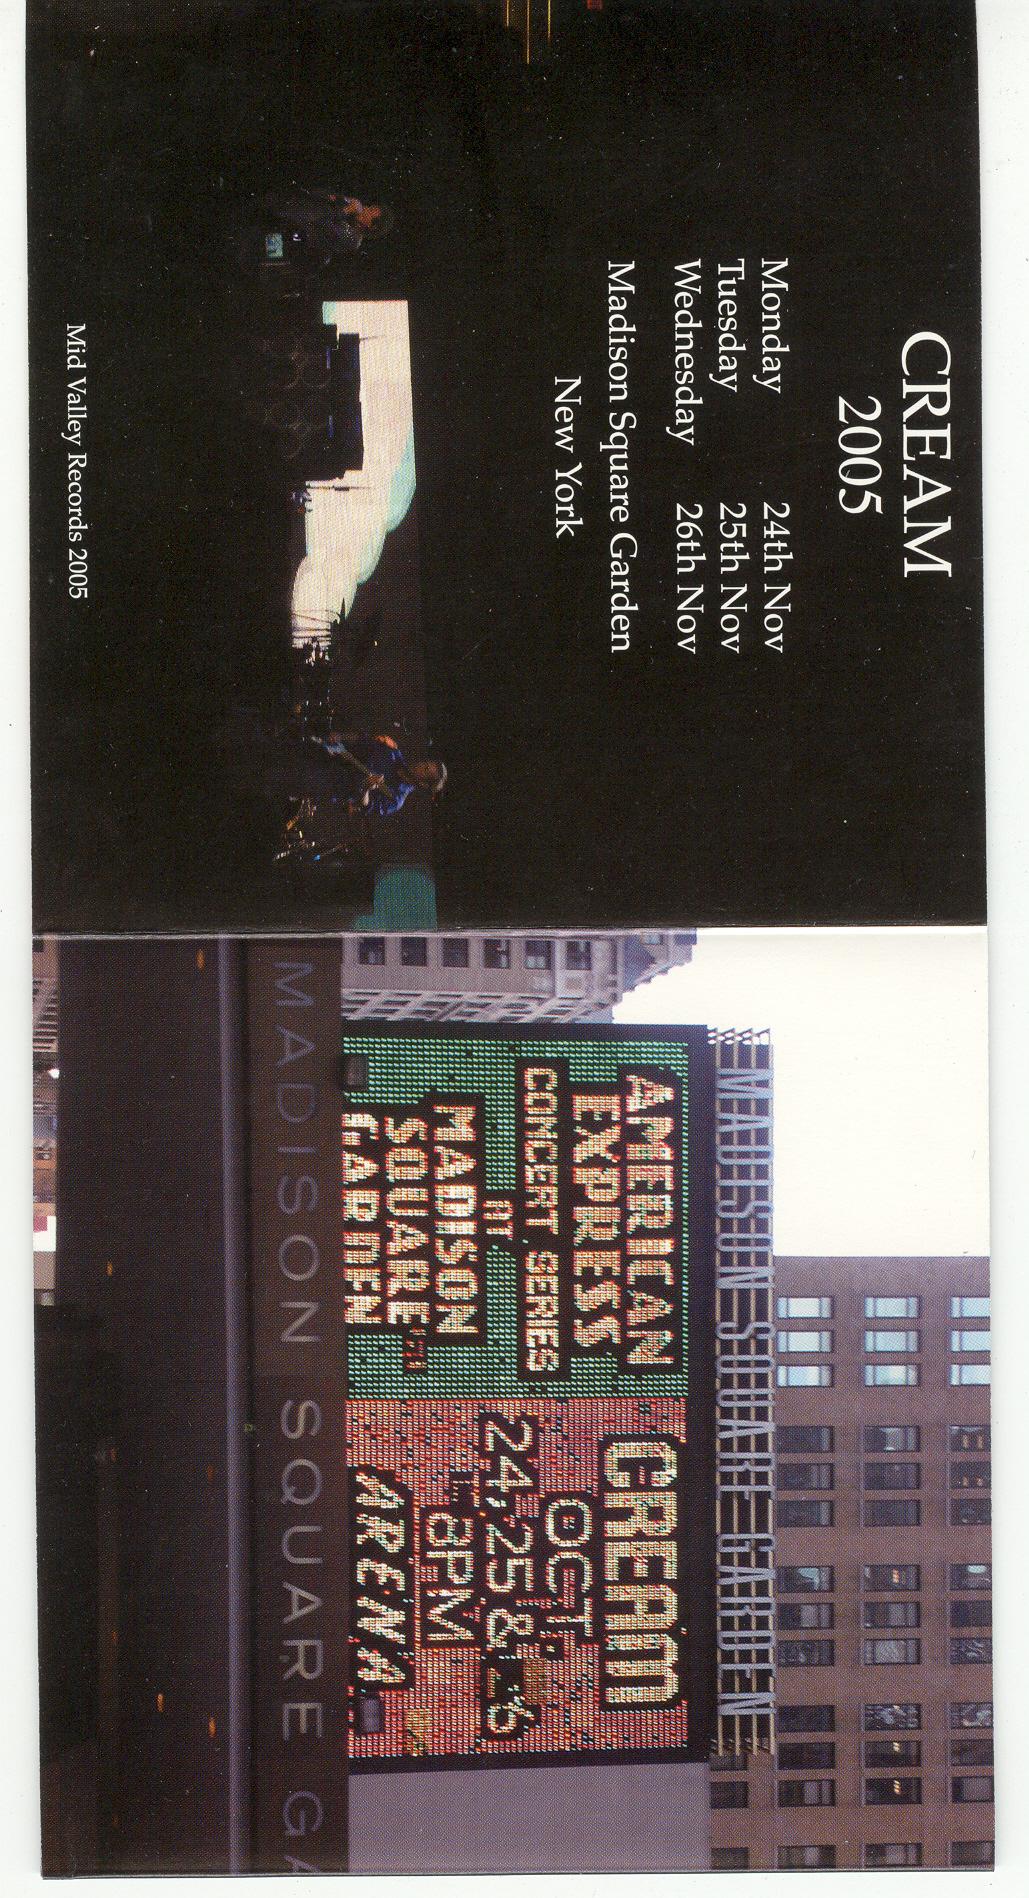 CREAM
2005
Monday 24th Nov
Tuesday 25th Nov
Wednesday 26th Nov
Madison Square Garden
New York
Mid Valley Records 2005
MADISON SQUARE GARDEN
AMERICAN
EXPRESS
CONCERT SERIES
AT
MADISON
SQUARE
GARDEN
CREAM
OCT.
24,25&26
8PM
ARENA
MADISON SQUARE GA